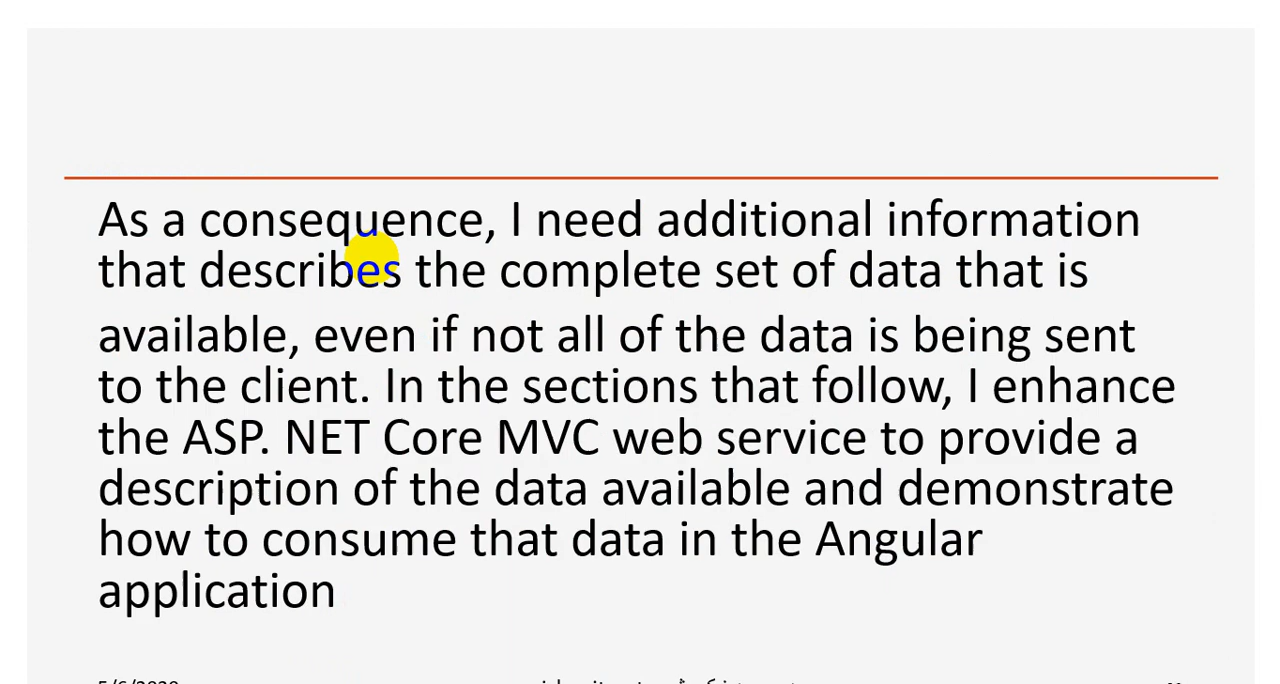 As a consequence, I need additional information
that describes the complete set of data that is
available, even if not all of the data is being sent
to the client. In the sections that follow, I enhance
the ASP. NET Core MVC web service to provide a
description of the data available and demonstrate
how to consume that data in the Angular
application